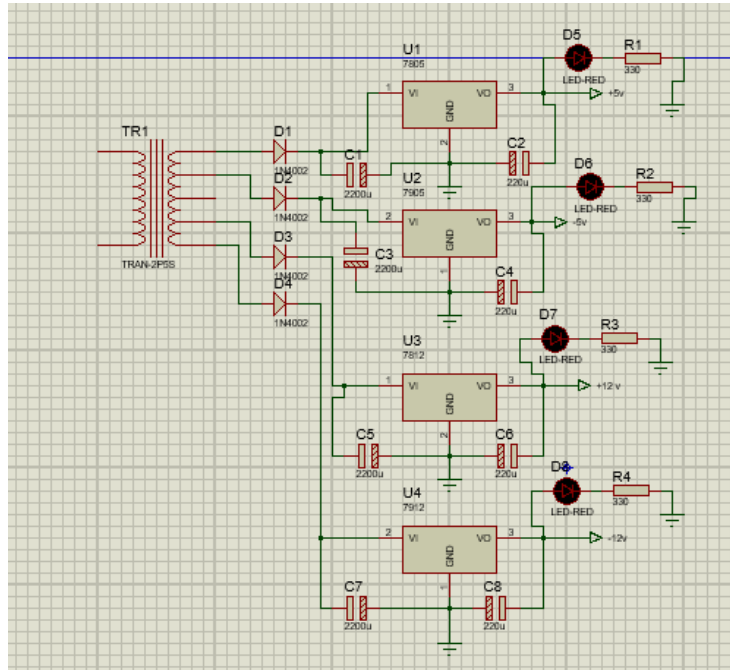 D5
R1
U1
7805
LED-RED
330
1
VI
VO
3
+5v
GND
TR1
D1
2
C2
C1
1N4002
2200u
U2
220u
D6
R2
D2
7905
LED-RED
330
1N4002
2
VI
VO
3
-5v
D3
GND
C3
TRAN-2P5S
1N4002
2200u
1
C4
D4
220u
1N4002
D7
R3
U3
7812
LED-RED
330
1
VI
VO
3
+12 v
GND
2
C5
C6
2200u
220u
D8
R4
U4
7912
LED-RED
330
2
VI
VO
3
-12v
GND
1
C7
C8
2200u
220u